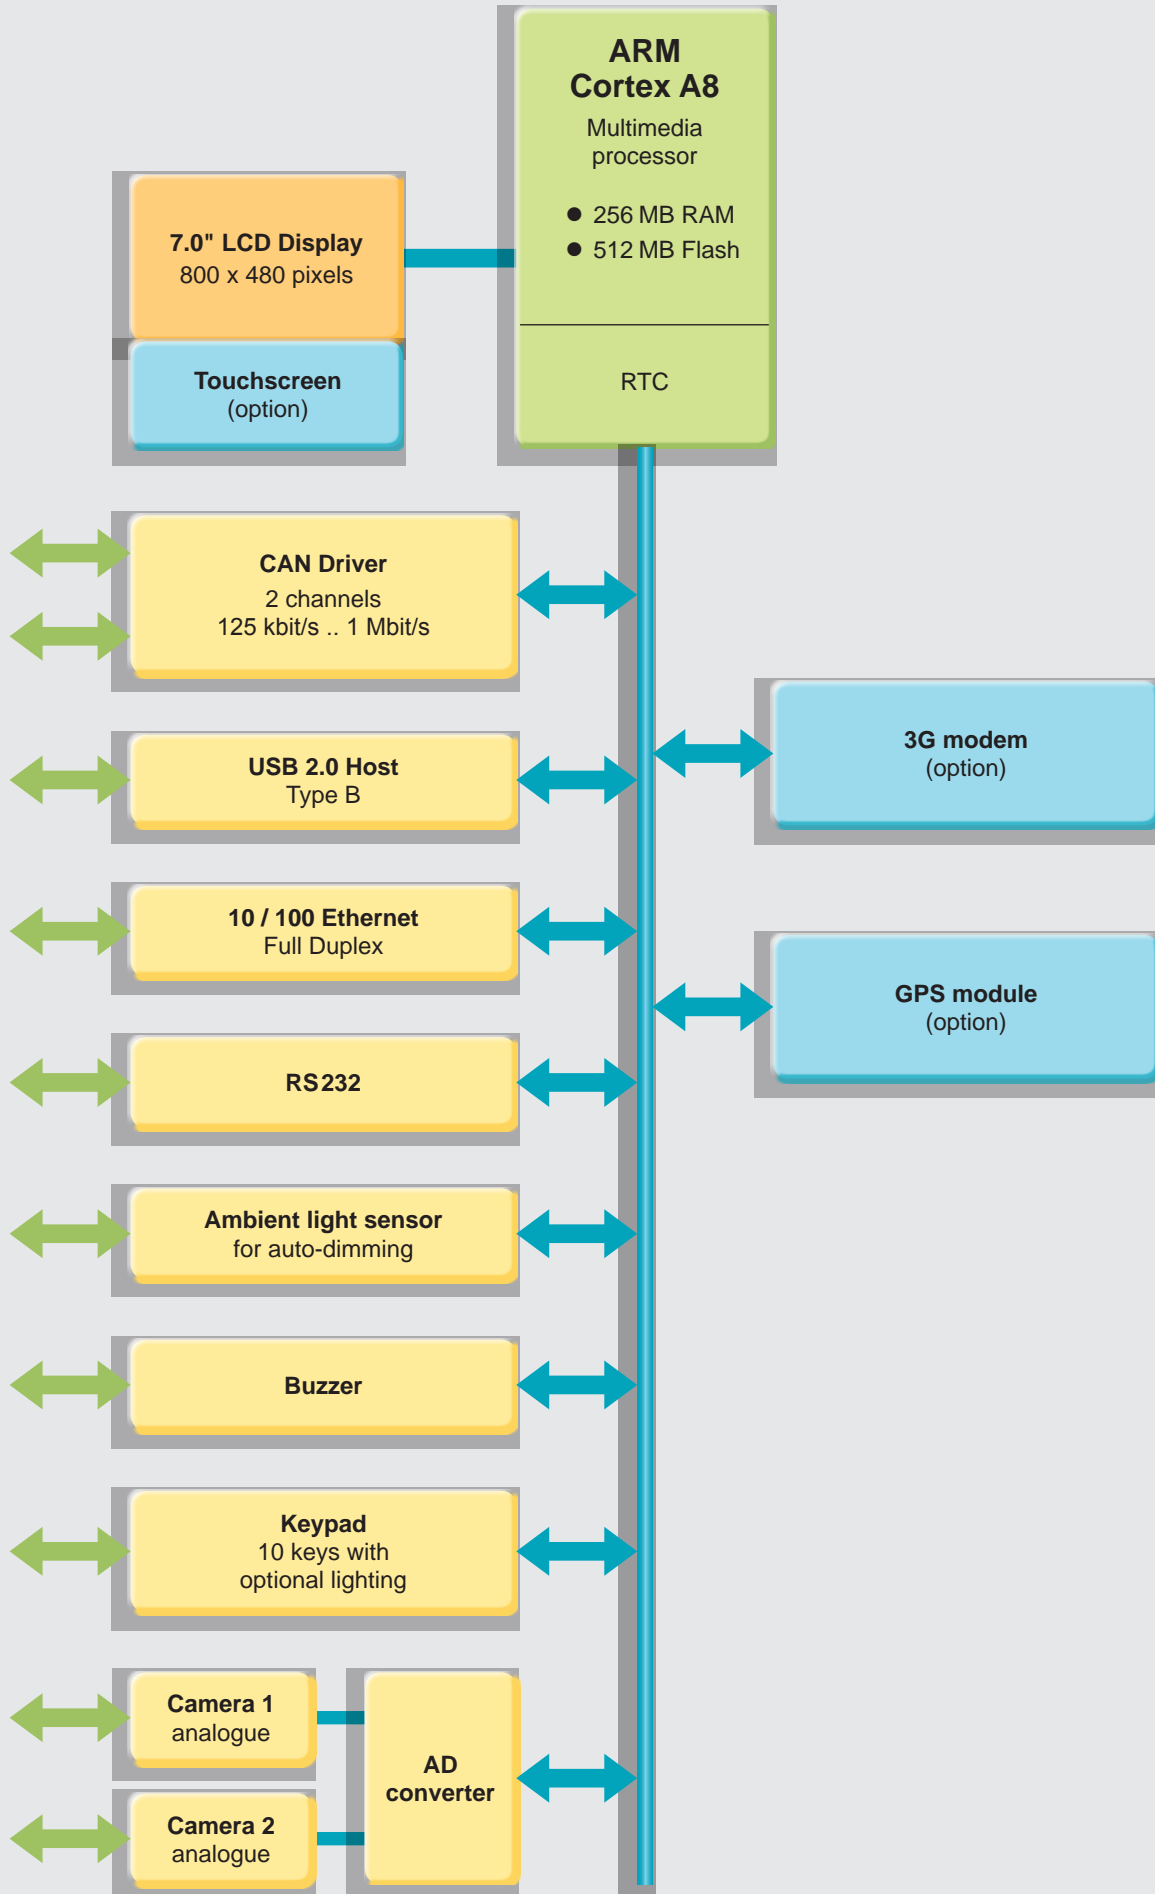 ARM
Cortex A8
Multimedia
processor
● 256 MB RAM
● 512 MB Flash
RTC
7.0" LCD Display
800 x 480 pixels
Touchscreen
(option)
CAN Driver
2 channels
125 kbit/s .. 1 Mbit/s
USB 2.0 Host
Type B
3G modem
(option)
10 / 100 Ethernet
Full Duplex
GPS module
(option)
RS232
Ambient light sensor
for auto-dimming
Buzzer
Keypad
10 keys with
optional lighting
Camera 1
analogue
AD
converter
Camera 2
analogue